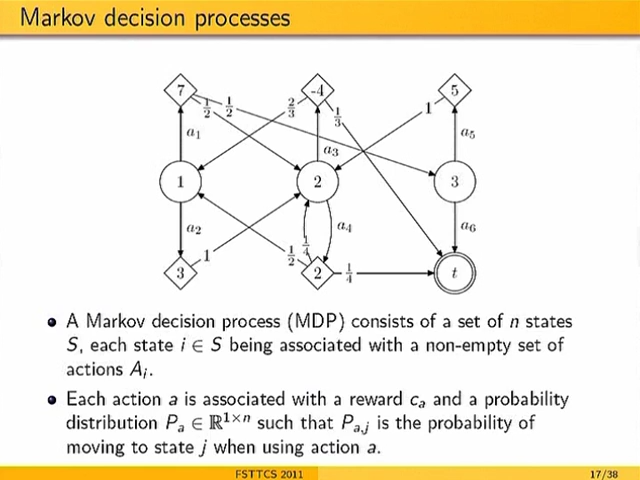 Markov decision processes
7 -4 5
1/2 1/2 2/3 1/3 1
a1 a3 a5
1 2 3
a2 a4 a6
1 1/2 1/4
3 2 1/4 t
A Markov decision process (MDP) consists of a set of n states
S, each state i ∈ S being associated with a non-empty set of
actions Ai.
Each action a is associated with a reward ca and a probability
distribution Pa ∈ ℝ1×n such that Pa,j is the probability of
moving to state j when using action a.
FSTTCS 2011 17/38